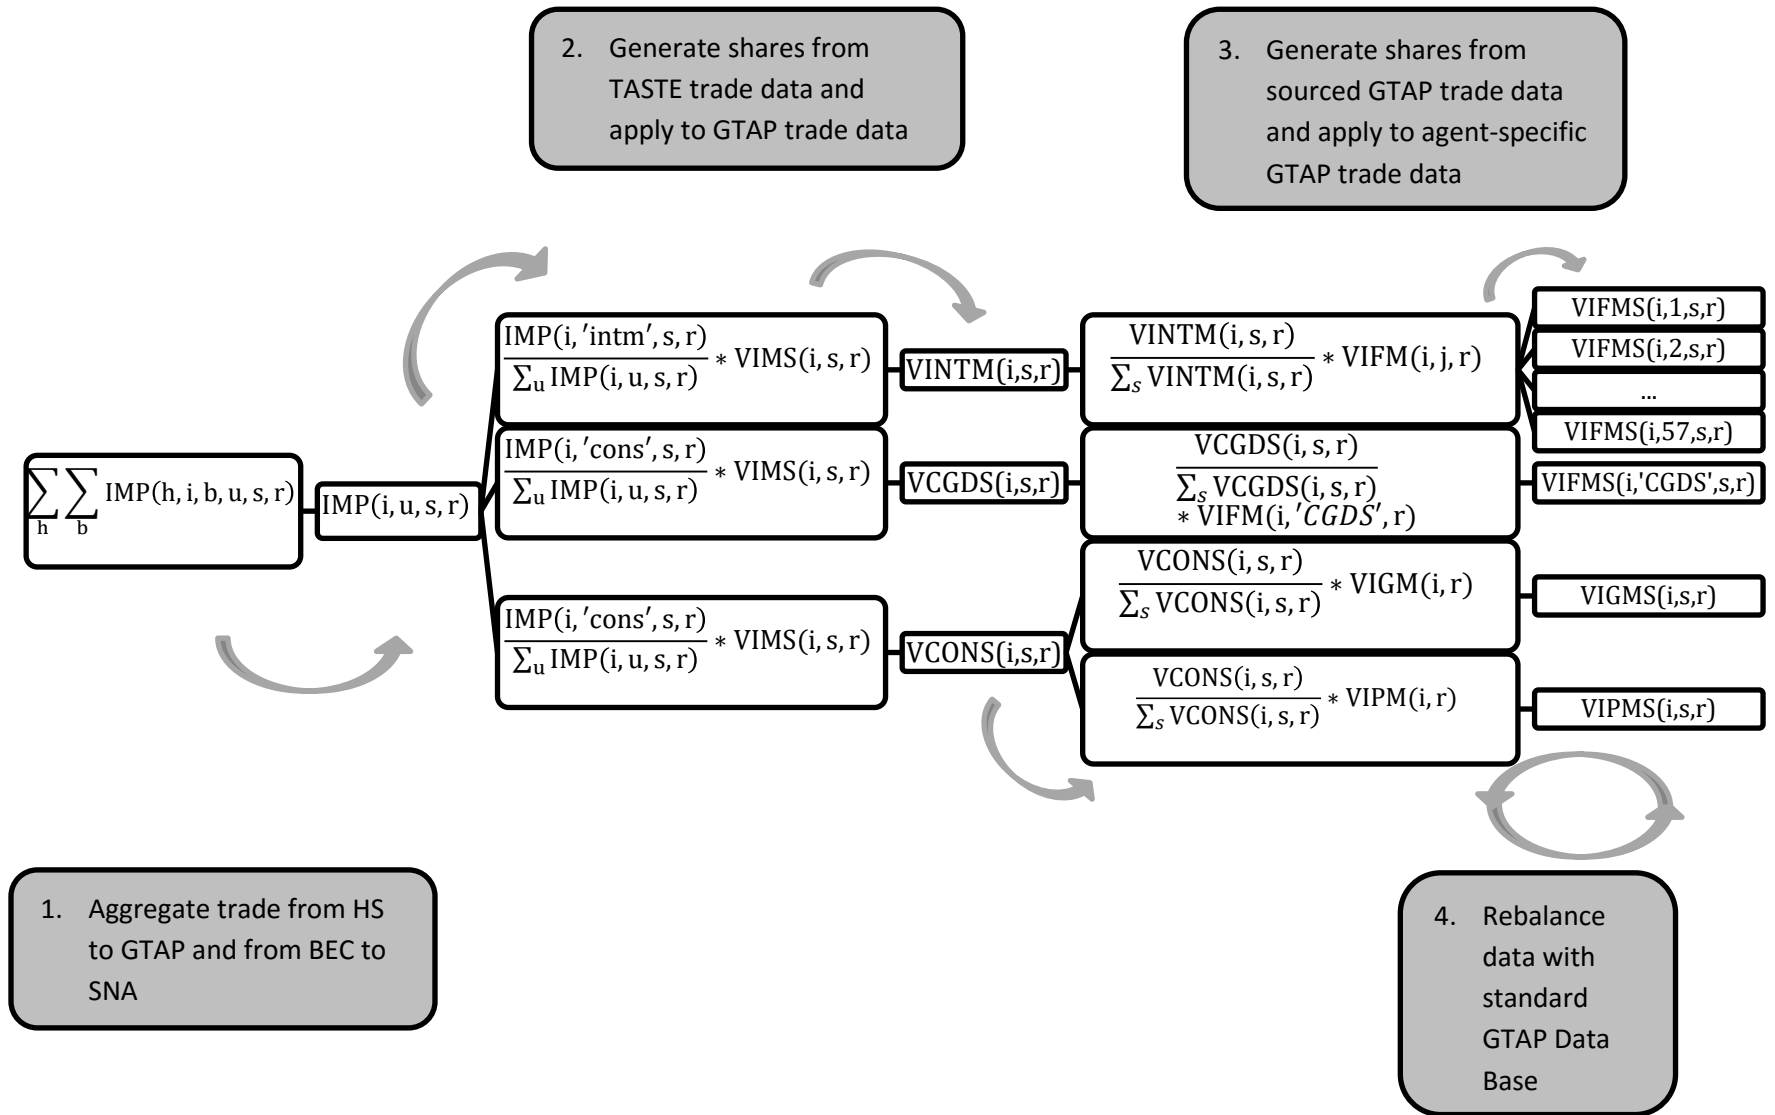 2. Generate shares from
TASTE trade data and
apply to GTAP trade data
3. Generate shares from
sourced GTAP trade data
and apply to agent-specific
GTAP trade data
∑h ∑b IMP(h, i, b, u, s, r)
IMP(i, u, s, r)
IMP(i, ′intm′, s, r)
∑u IMP(i, u, s, r)
∗ VIMS(i, s, r)
IMP(i, ′cons′, s, r)
∑u IMP(i, u, s, r)
∗ VIMS(i, s, r)
IMP(i, ′cons′, s, r)
∑u IMP(i, u, s, r)
∗ VIMS(i, s, r)
VINTM(i,s,r)
VCGDS(i,s,r)
VCONS(i,s,r)
VINTM(i, s, r)
∑s VINTM(i, s, r)
∗ VIFM(i, j, r)
VCGDS(i, s, r)
∑s VCGDS(i, s, r)
∗ VIFM(i, ′CGDS′, r)
VCONS(i, s, r)
∑s VCONS(i, s, r)
∗ VIGM(i, r)
VCONS(i, s, r)
∑s VCONS(i, s, r)
∗ VIPM(i, r)
VIFMS(i,1,s,r)
VIFMS(i,2,s,r)
...
VIFMS(i,57,s,r)
VIFMS(i,'CGDS',s,r)
VIGMS(i,s,r)
VIPMS(i,s,r)
1. Aggregate trade from HS
to GTAP and from BEC to
SNA
4. Rebalance
data with
standard
GTAP Data
Base